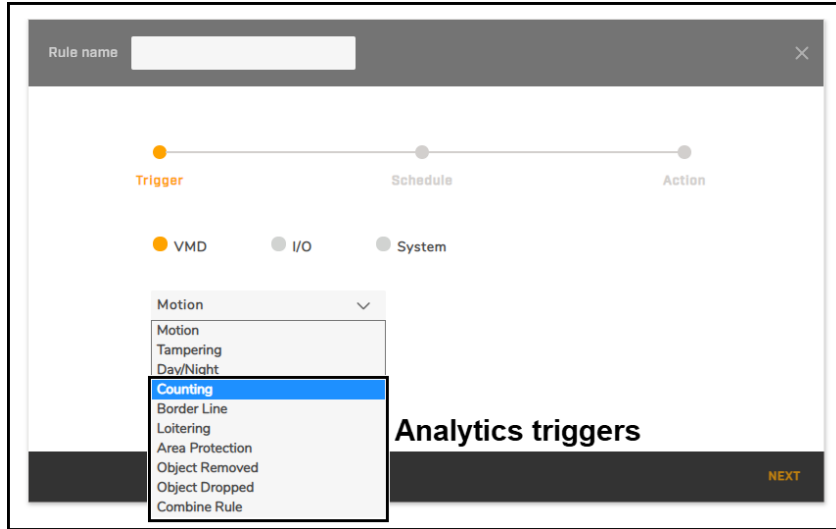 Rule name
Trigger Schedule Action
VMD I/O System
Motion
Motion
Tampering
Day/Night
Counting
Border Line
Loitering
Analytics triggers
Area Protection
Object Removed
Object Dropped
Combine Rule
NEXT